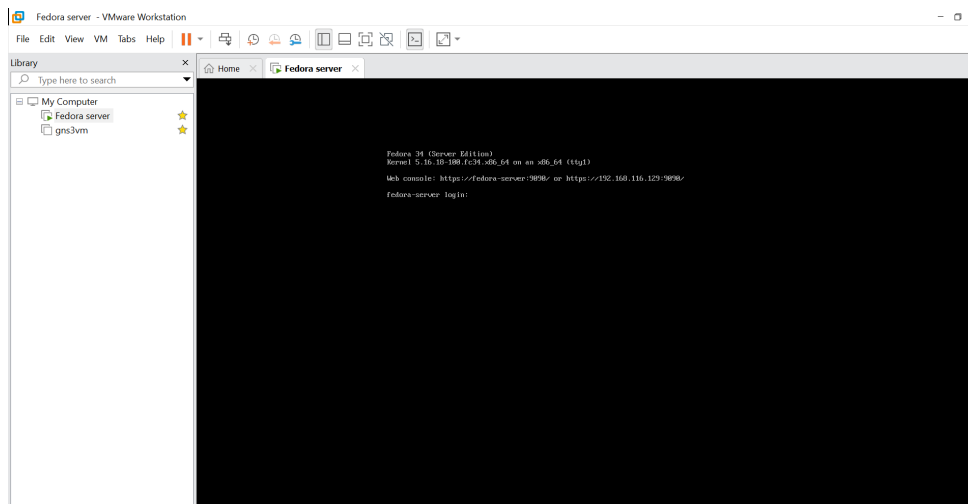 Fedora server - VMware Workstation
File Edit View VM Tabs Help
Library
Home
Fedora server
Type here to search
My Computer
Fedora server
gns3vm
Fedora 34 (Server Edition)
Kernel 5.16.18-100.fc34.x86_64 on an x86_64 (tty1)
Web console: https://fedora-server:9090/ or https://192.168.116.129:9090/
fedora-server login: